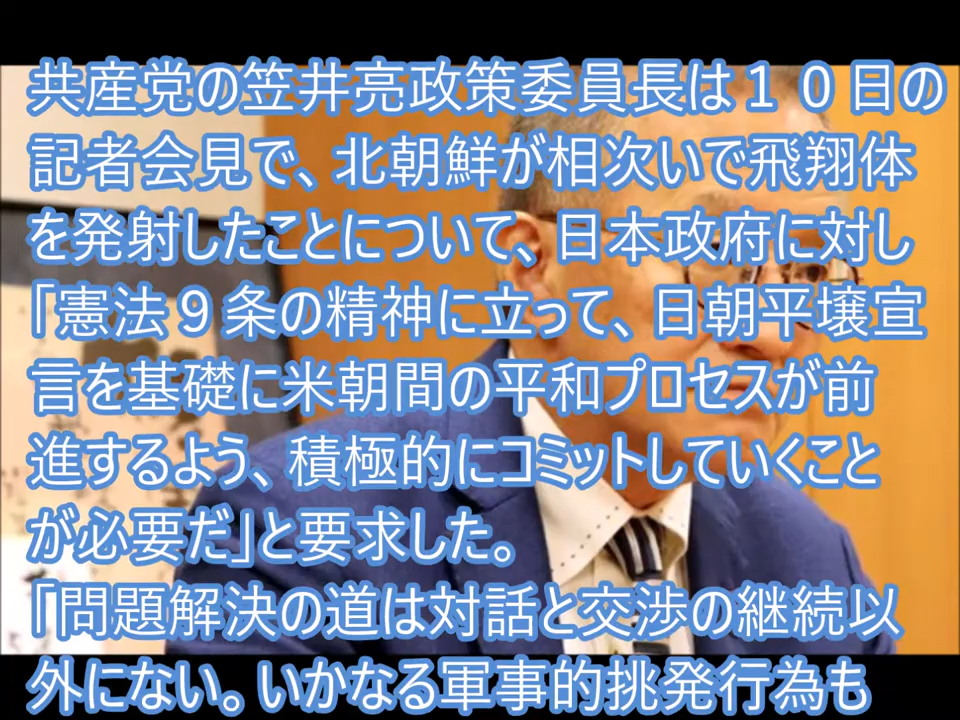 共産党の笠井亮政策委員長は１０日の
記者会見で、北朝鮮が相次いで飛翔体
を発射したことについて、日本政府に対し
「憲法９条の精神に立って、日朝平壌宣
言を基礎に米朝間の平和プロセスが前
進するよう、積極的にコミットしていくこと
が必要だ」と要求した。
「問題解決の道は対話と交渉の継続以
外にない。いかなる軍事的挑発行為も